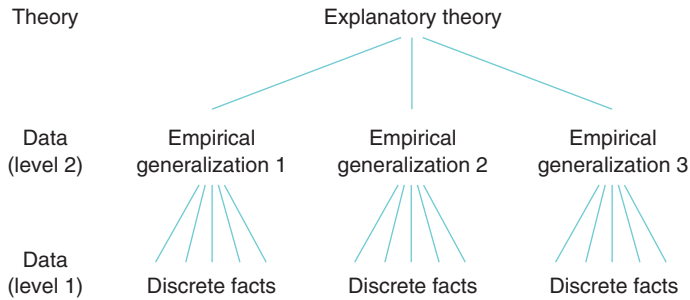 Theory
Explanatory theory
Data
(level 2)
Empirical
generalization 1
Empirical
generalization 2
Empirical
generalization 3
Data
(level 1)
Discrete facts
Discrete facts
Discrete facts